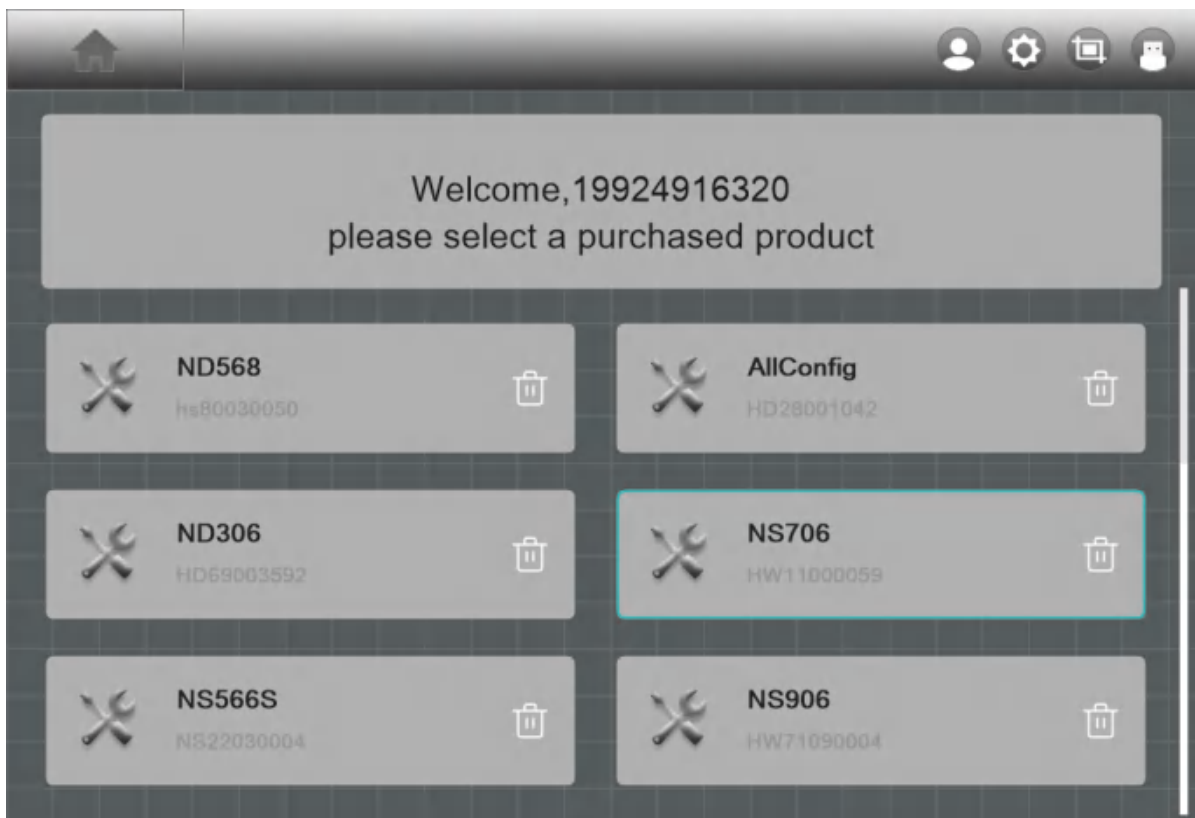 Welcome,19924916320
please select a purchased product
ND568
hs80030050
AllConfig
HD28001042
ND306
HD69003592
NS706
HW11000059
NS566S
NS22030004
NS906
HW71090004